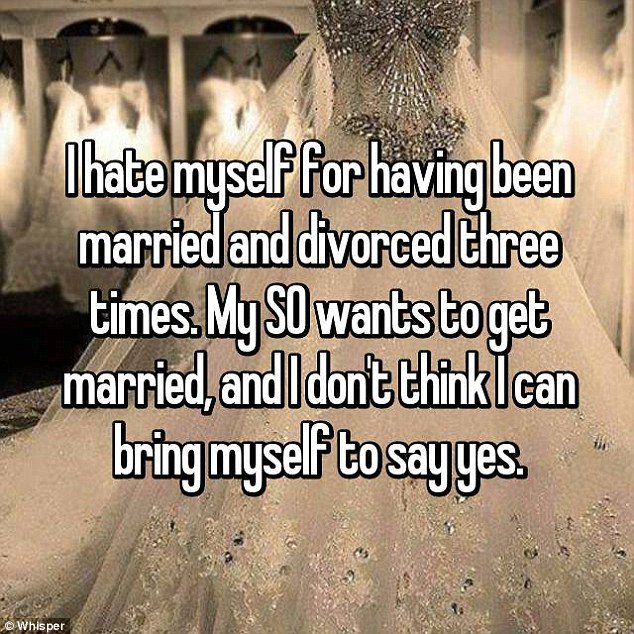 I hate myself for having been
married and divorced three
times. My SO wants to get
married, and I don't think I can
bring myself to say yes.
© Whisper